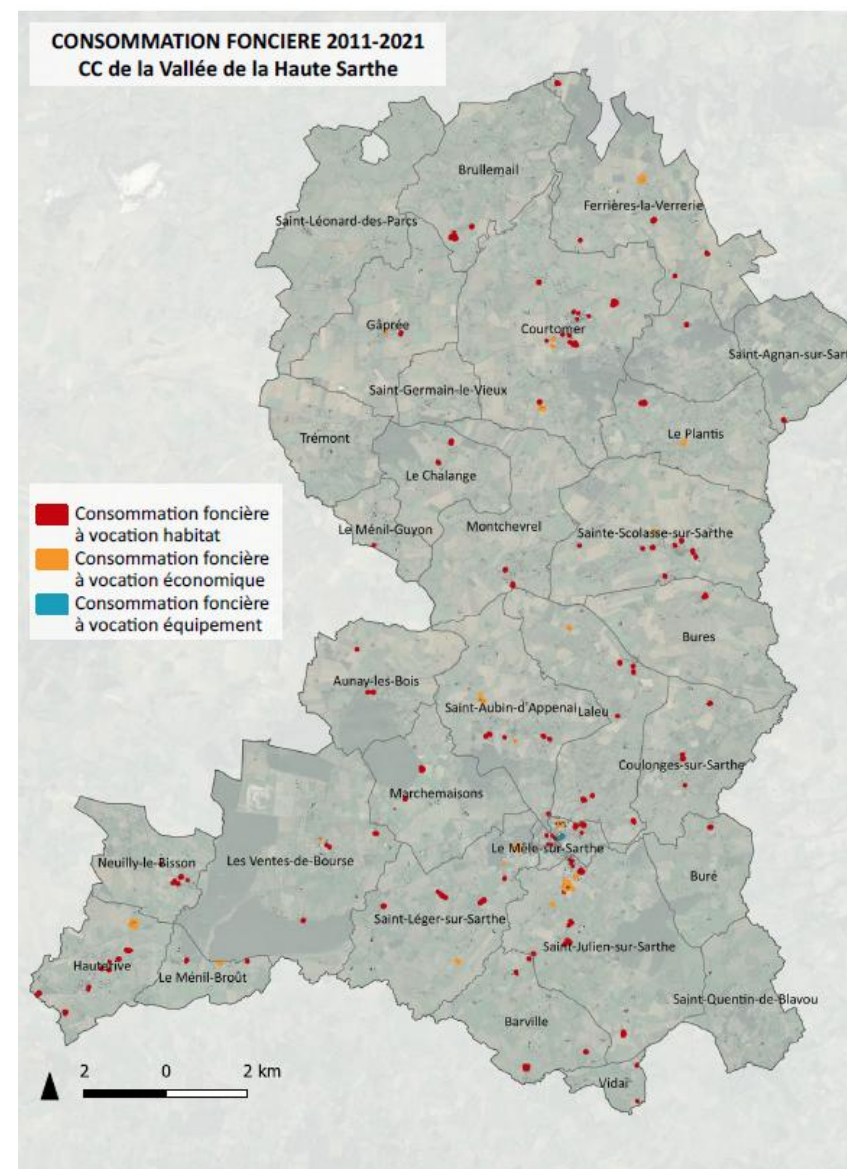 CONSOMMATION FONCIERE 2011-2021
CC de la Vallée de la Haute Sarthe
Brullemail
Ferrières-la-Verrerie
Saint-Léonard-des-Parcs
Gâprée
Courtomer
Saint-Agnan-sur-Sart
Saint-Germain-le-Vieux
Trémont
Le Plantis
Le Chalange
Consommation foncière
à vocation habitat
Consommation foncière
à vocation économique
Consommation foncière
à vocation équipement
Le Ménil-Guyon
Montchevrel
Sainte-Scolasse-sur-Sarthe
Bures
Aunay-les-Bois
Saint-Aubin-d'Appenai
Laleu
Coulonges-sur-Sarthe
Marchemaisons
Le Mêle-sur-Sarthe
Neuilly-le-Bisson
Les Ventes-de-Bourse
Buré
Saint-Léger-sur-Sarthe
Saint-Julien-sur-Sarthe
Hauterive
Le Ménil-Broût
Saint-Quentin-de-Blavou
Barville
Vidai
2 0 2 km